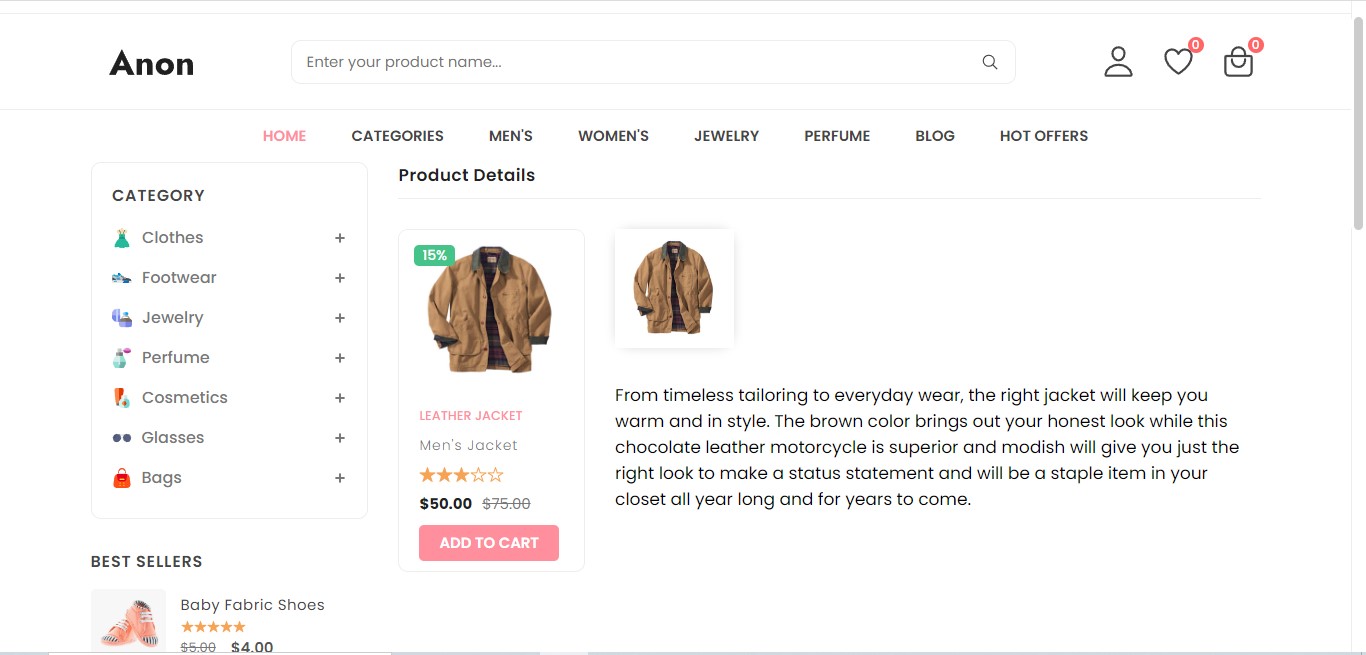 Anon
Enter your product name...
0
0
HOME CATEGORIES MEN'S WOMEN'S JEWELRY PERFUME BLOG HOT OFFERS
CATEGORY
Clothes +
Footwear +
Jewelry +
Perfume +
Cosmetics +
Glasses +
Bags +
BEST SELLERS
Baby Fabric Shoes
$5.00 $4.00
Product Details
15%
LEATHER JACKET
Men's Jacket
$50.00 $75.00
ADD TO CART
From timeless tailoring to everyday wear, the right jacket will keep you
warm and in style. The brown color brings out your honest look while this
chocolate leather motorcycle is superior and modish will give you just the
right look to make a status statement and will be a staple item in your
closet all year long and for years to come.